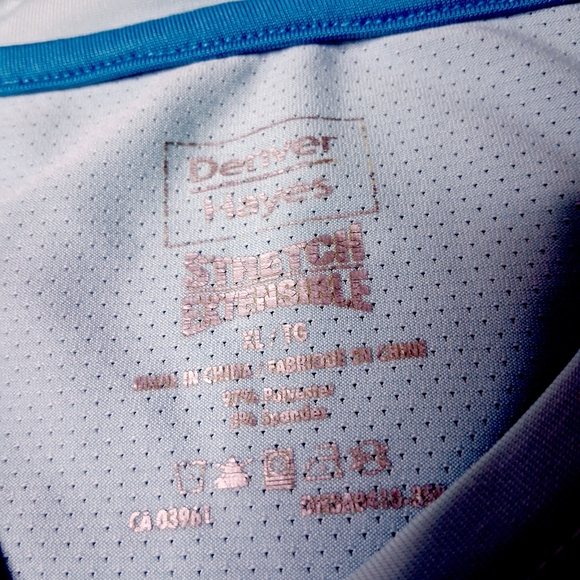 Denver
Hayes
STRETCH
EXTENSIBLE
XL / TG
MADE IN CHINA / FABRIQUÉ EN CHINE
97% Polyester
3% Spandex
CA 03961